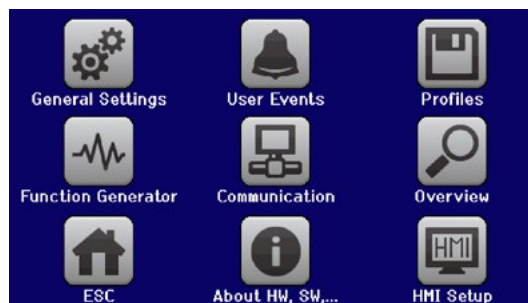 General Settings
User Events
Profiles
Function Generator
Communication
Overview
HMI
ESC
About HW, SW,...
HMI Setup